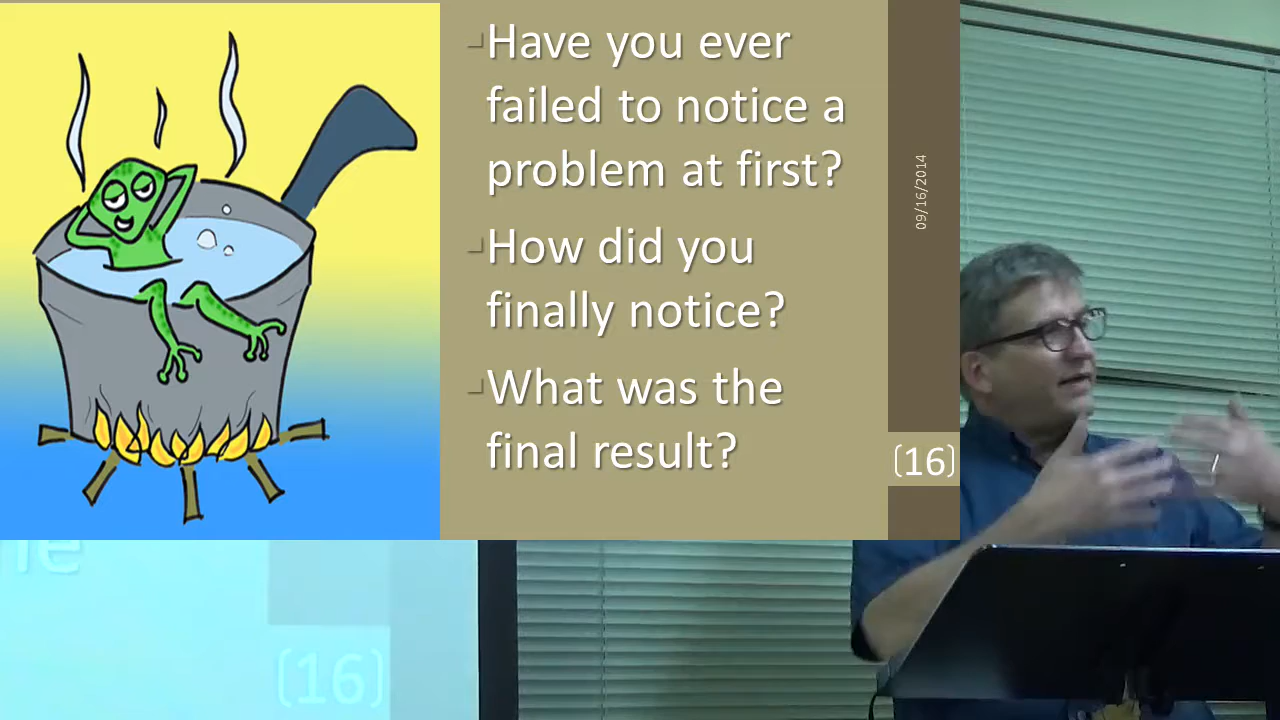 Have you ever
failed to notice a
problem at first?
How did you
finally notice?
What was the
final result?
09/16/2014
(16)
(16)